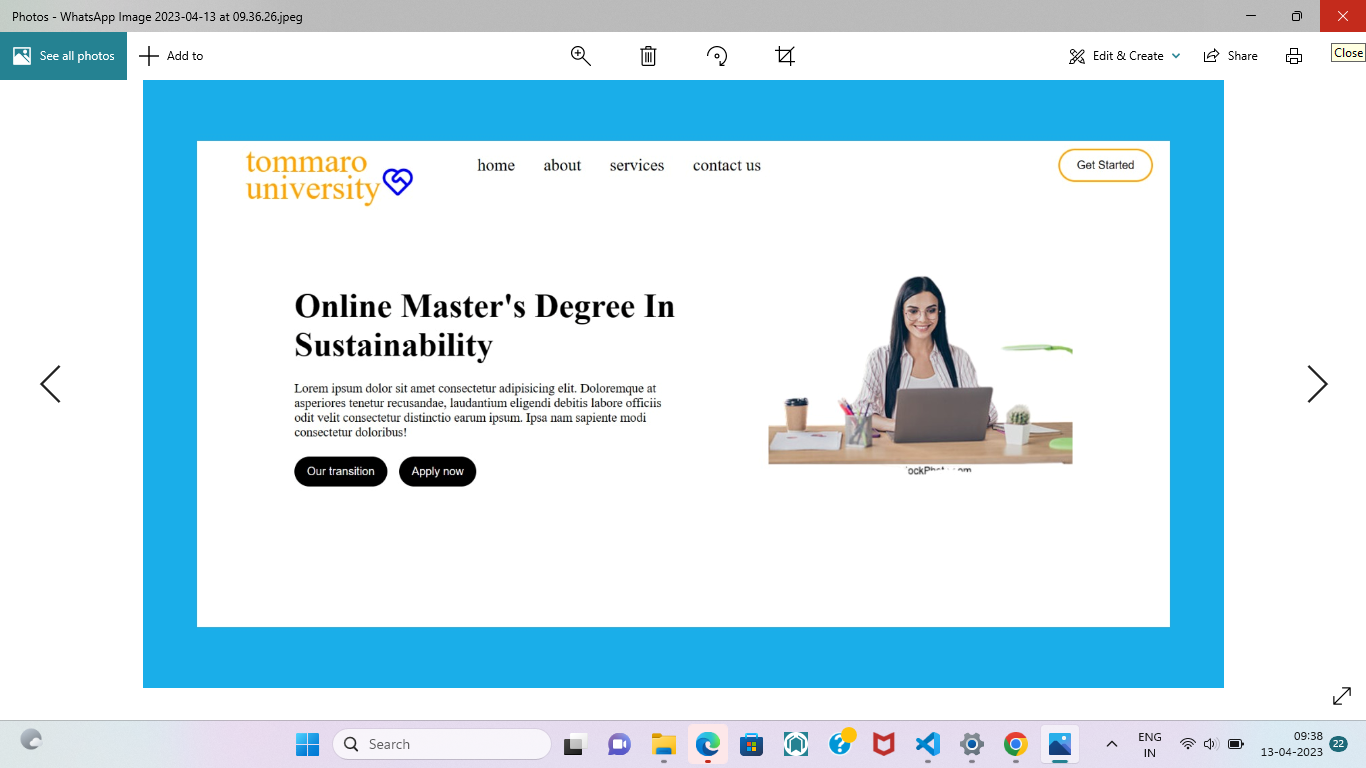 Photos - WhatsApp Image 2023-04-13 at 09.36.26.jpeg
See all photos
Add to
Edit & Create
Share
Close
tommaro
university
home
about
services
contact us
Get Started
Online Master's Degree In
Sustainability
Lorem ipsum dolor sit amet consectetur adipisicing elit. Doloremque at
asperiores tenetur recusandae, laudantium eligendi debitis labore officiis
odit velit consectetur distinctio earum ipsum. Ipsa nam sapiente modi
consectetur doloribus!
Our transition
Apply now
Search
ENG
IN
09:38
13-04-2023
22